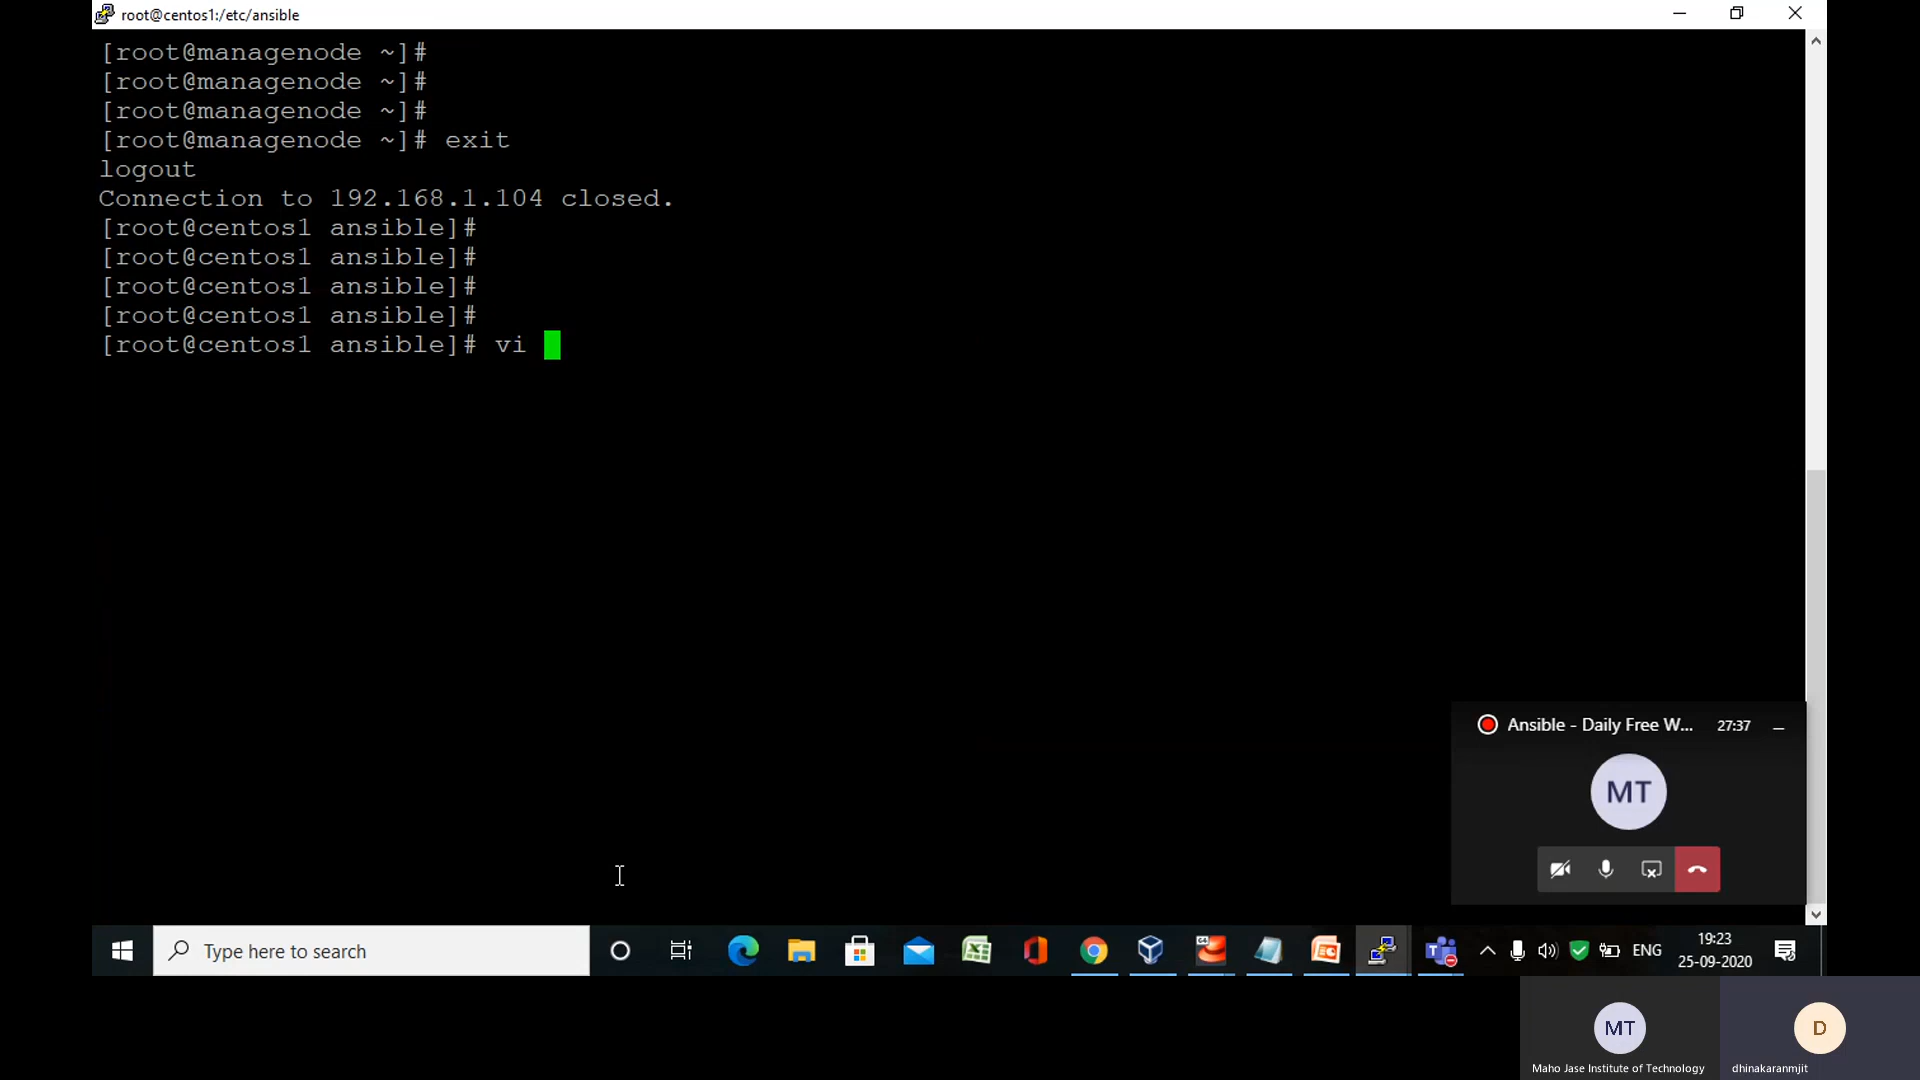 root@centos1:/etc/ansible
[root@managenode ~]#
[root@managenode ~]#
[root@managenode ~]#
[root@managenode ~]# exit
logout
Connection to 192.168.1.104 closed.
[root@centos1 ansible]#
[root@centos1 ansible]#
[root@centos1 ansible]#
[root@centos1 ansible]#
[root@centos1 ansible]# vi
Ansible - Daily Free W... 27:37
MT
Type here to search
ENG
19:23
25-09-2020
MT
D
Maho Jase Institute of Technology
dhinakaranmjit